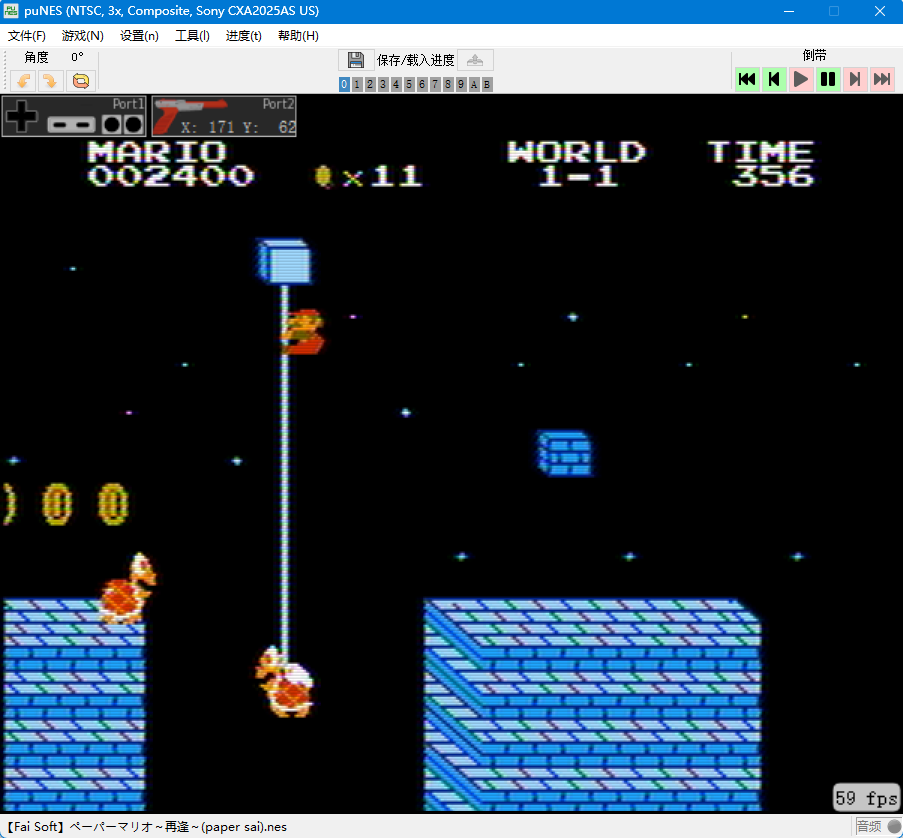 puNES (NTSC, 3x, Composite, Sony CXA2025AS US)
文件(F) 游戏(N) 设置(n) 工具(l) 进度(t) 帮助(H)
角度 0°
保存/载入进度
倒带
0 1 2 3 4 5 6 7 8 9 A B
Port1 Port2
X: 171 Y: 62
MARIO WORLD TIME
002400 ×11 1-1 356
59 fps
【Fai Soft】ペーパーマリオ～再逢～(paper sai).nes
音频